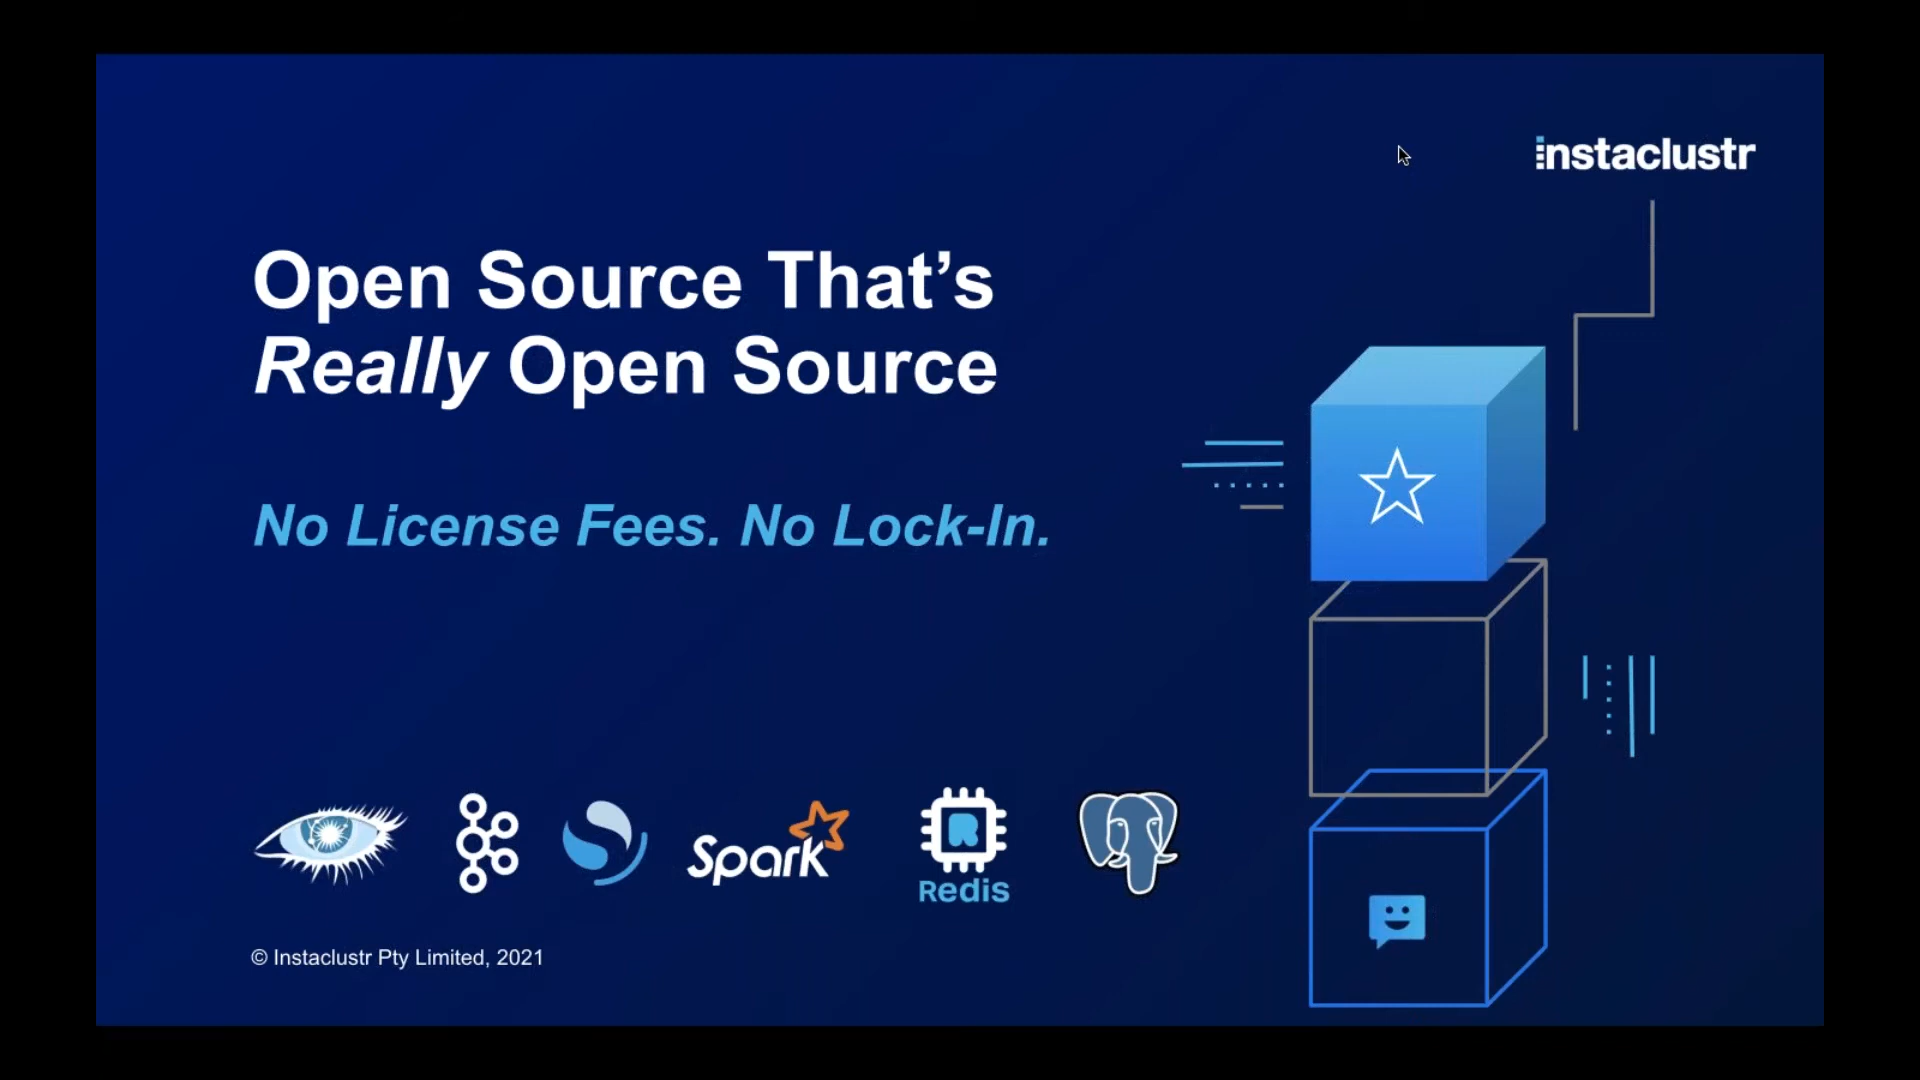 instaclustr
Open Source That’s
Really Open Source
No License Fees. No Lock-In.
Spark
R
Redis
© Instaclustr Pty Limited, 2021